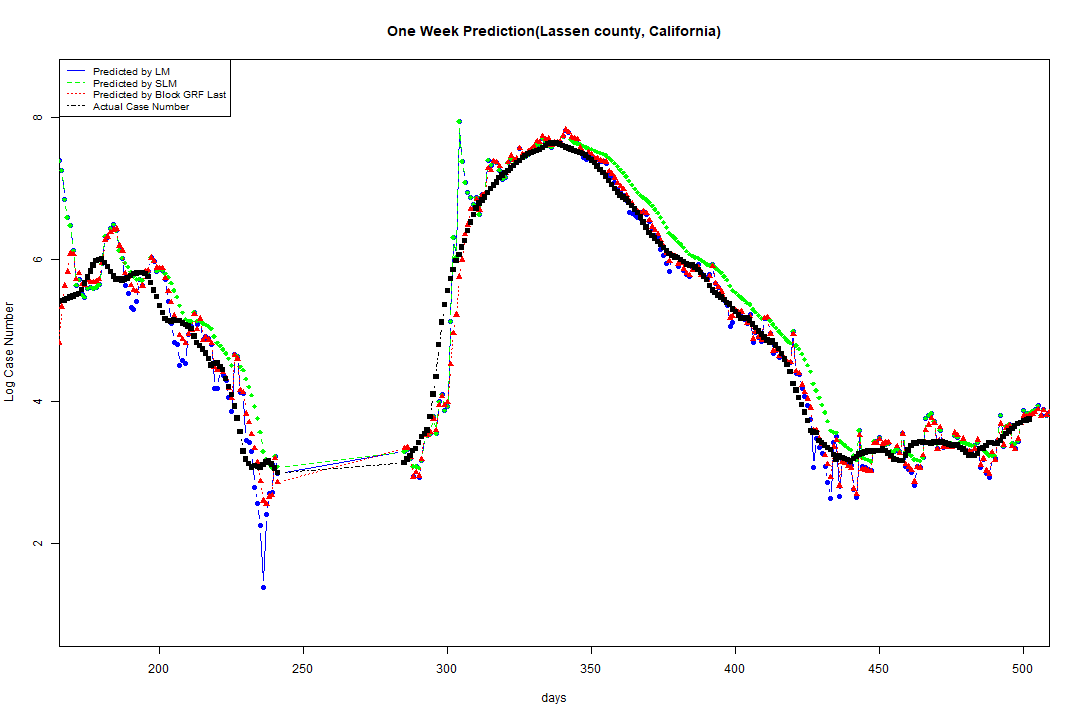 One Week Prediction(Lassen county, California)
Predicted by LM
Predicted by SLM
Predicted by Block GRF Last
Actual Case Number
8
6
4
2
Log Case Number
200 250 300 350 400 450 500
days